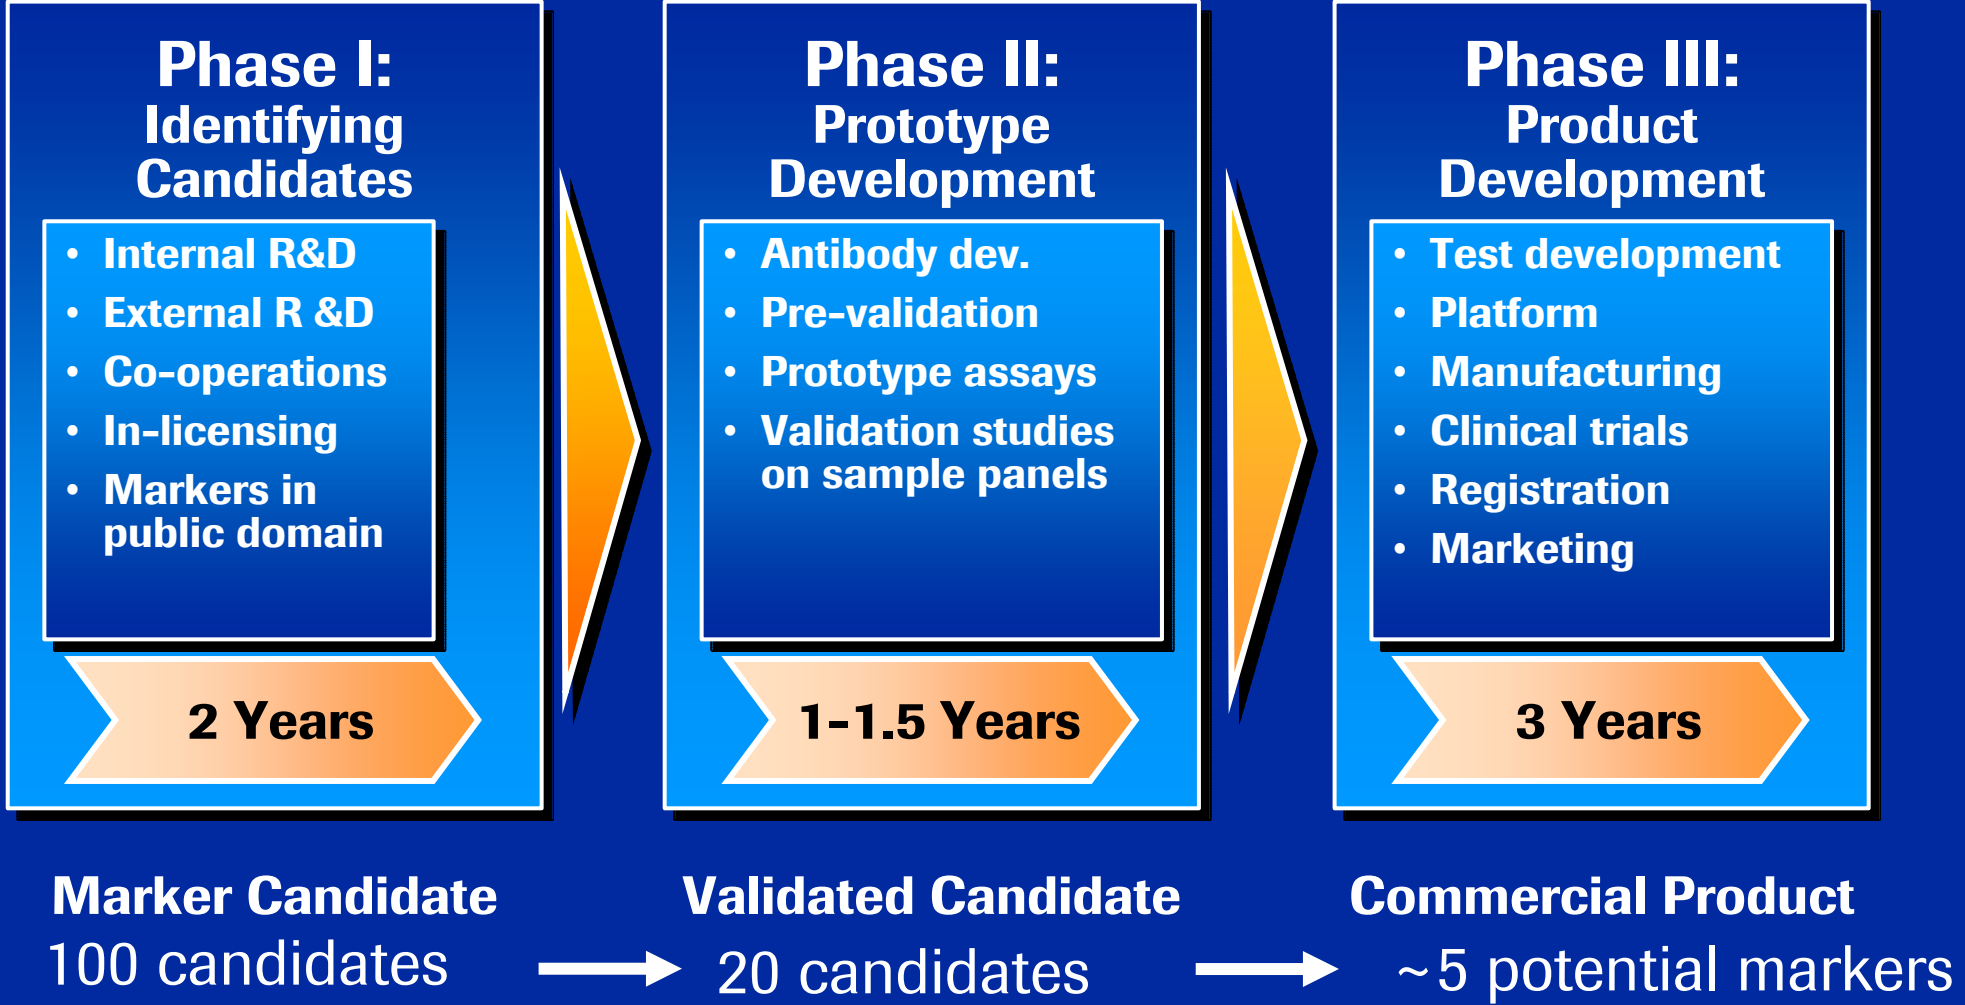 Phase I:
Identifying
Candidates
• Internal R&D
• External R &D
• Co-operations
• In-licensing
• Markers in
public domain
2 Years
Phase II:
Prototype
Development
• Antibody dev.
• Pre-validation
• Prototype assays
• Validation studies
on sample panels
1-1.5 Years
Phase III:
Product
Development
• Test development
• Platform
• Manufacturing
• Clinical trials
• Registration
• Marketing
3 Years
Marker Candidate
100 candidates
Validated Candidate
20 candidates
Commercial Product
~5 potential markers